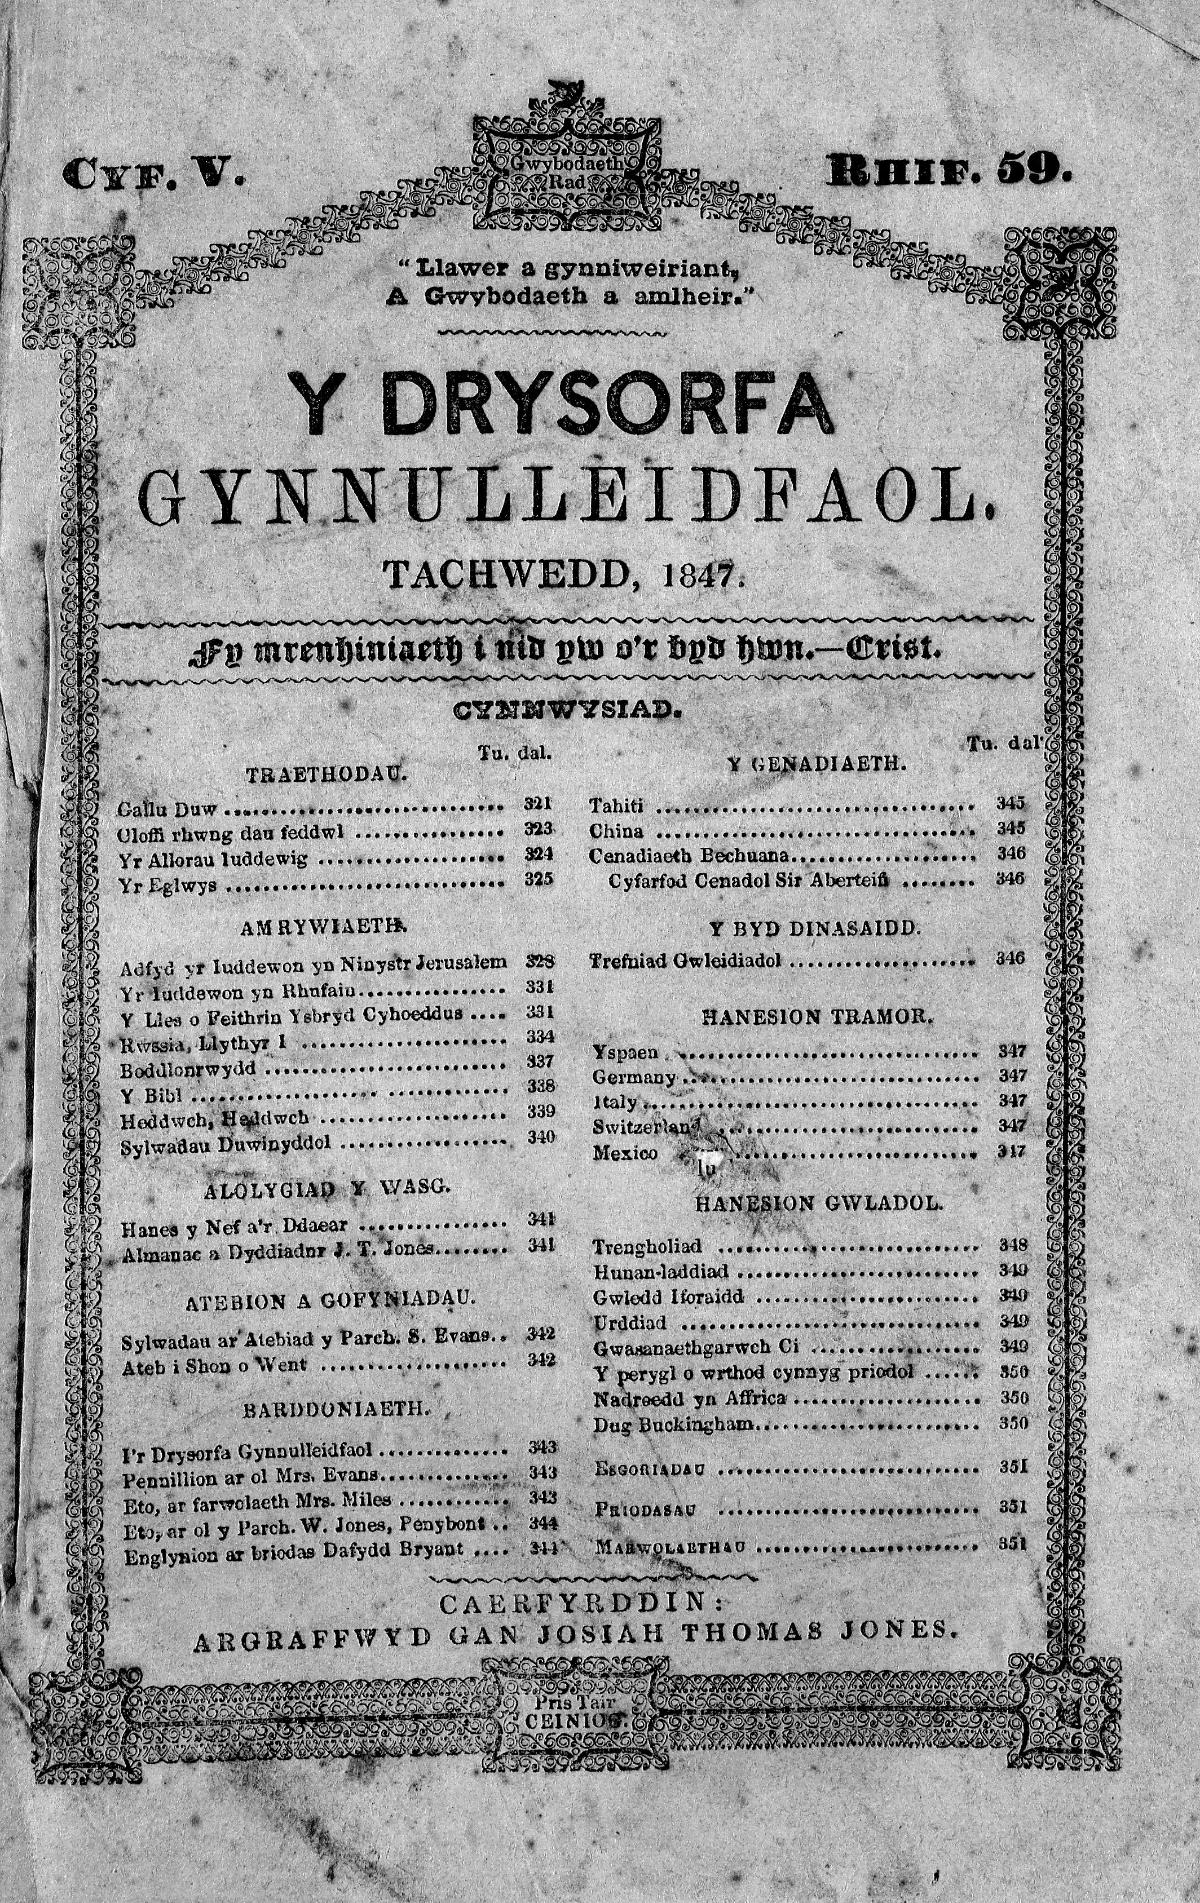 CYF. V.
Gwybodaeth
Rad
RHIF. 59.
"Llawer a gynniweiriant,
A Gwybodaeth a amlheir."
Y DRYSORFA
GYNNULLEIDFAOL.
TACHWEDD, 1847.
Fy mrenhiniaeth i nid yw o'r byd hwn.—Crist.
CYNNWYSIAD.
Tu. dal.
TRAETHODAU.
Gallu Duw ........ 321
Cloffi rhwng dau feddwl ........ 323
Yr Allorau Iuddewig ........ 324
Yr Eglwys ........ 325
AMRYWIAETH.
Adfyd yr Iuddewon yn Ninystr Jerusalem 328
Yr Iuddewon yn Rhufain ........ 331
Y Lles o Feithrin Ysbryd Cyhoeddus .... 331
Rwssia, Llythyr 1 ........ 334
Boddlonrwydd ........ 337
Y Bibl ........ 338
Heddwch, Heddwch ........ 339
Sylwadau Duwinyddol ........ 340
ALOLYGIAD Y WASG.
Hanes y Nef a'r Ddaear ........ 341
Almanac a Dyddiadur J. T. Jones ........ 341
ATEBION A GOFYNIADAU.
Sylwadau ar Atebiad y Parch. S. Evans.. 342
Ateb i Shon o Went ........ 342
BARDDONIAETH.
I'r Drysorfa Gynnulleidfaol ........ 343
Pennillion ar ol Mrs. Evans ........ 343
Eto, ar farwolaeth Mrs. Miles ........ 343
Eto, ar ol y Parch. W. Jones, Penybont .. 344
Englynion ar briodas Dafydd Bryant .... 344
Tu. dal
Y GENADIAETH.
Tahiti ........ 345
China ........ 345
Cenadiaeth Bechuana ........ 346
Cyfarfod Cenadol Sir Aberteifi ........ 346
Y BYD DINASAIDD.
Trefniad Gwleidiadol ........ 346
HANESION TRAMOR.
Yspaen ........ 347
Germany ........ 347
Italy ........ 347
Switzerland ........ 347
Mexico ........ 347
HANESION GWLADOL.
Trengholiad ........ 348
Hunan-laddiad ........ 349
Gwledd Iforaidd ........ 349
Urddiad ........ 349
Gwasanaethgarwch Ci ........ 349
Y perygl o wrthod cynnyg priodol ...... 350
Nadroedd yn Affrica ........ 350
Dug Buckingham ........ 350
ESGORIADAU ........ 351
PRIODASAU ........ 351
MARWOLAETHAU ........ 351
CAERFYRDDIN:
ARGRAFFWYD GAN JOSIAH THOMAS JONES.
Pris Tair
CEINIOG.